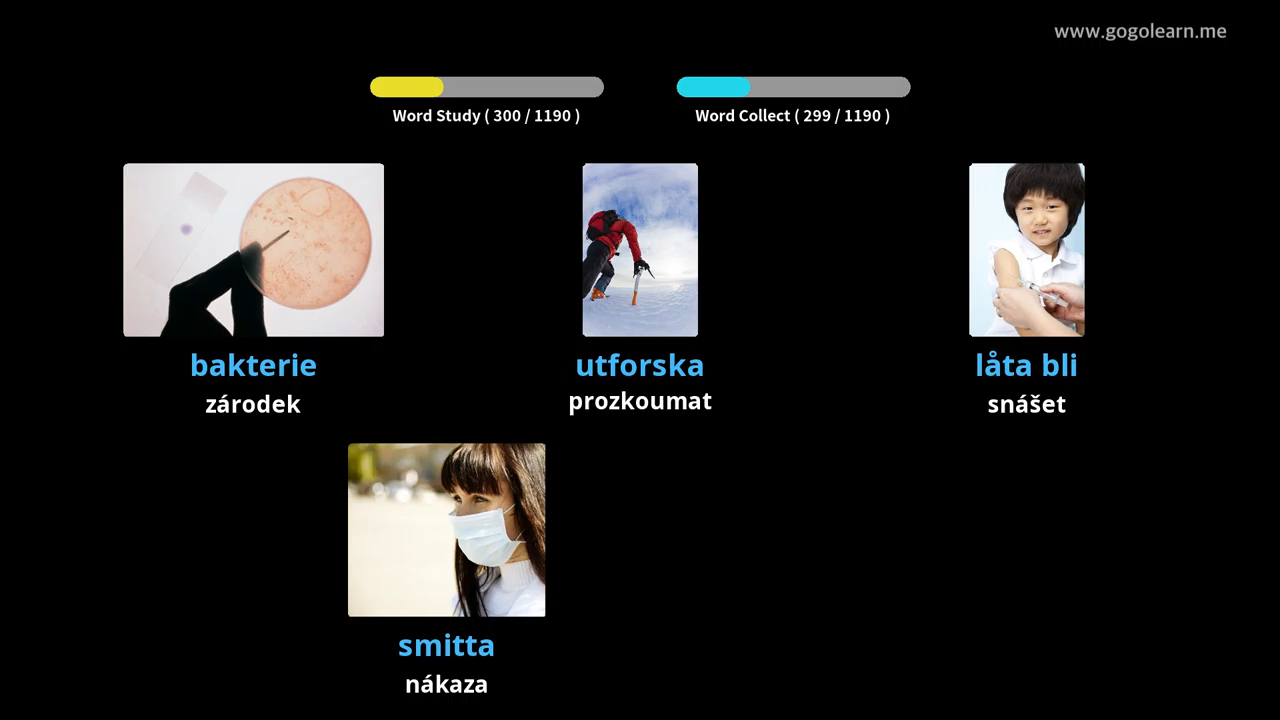 www.gogolearn.me
Word Study ( 300 / 1190 )
Word Collect ( 299 / 1190 )
bakterie
zárodek
utforska
prozkoumat
låta bli
snášet
smitta
nákaza